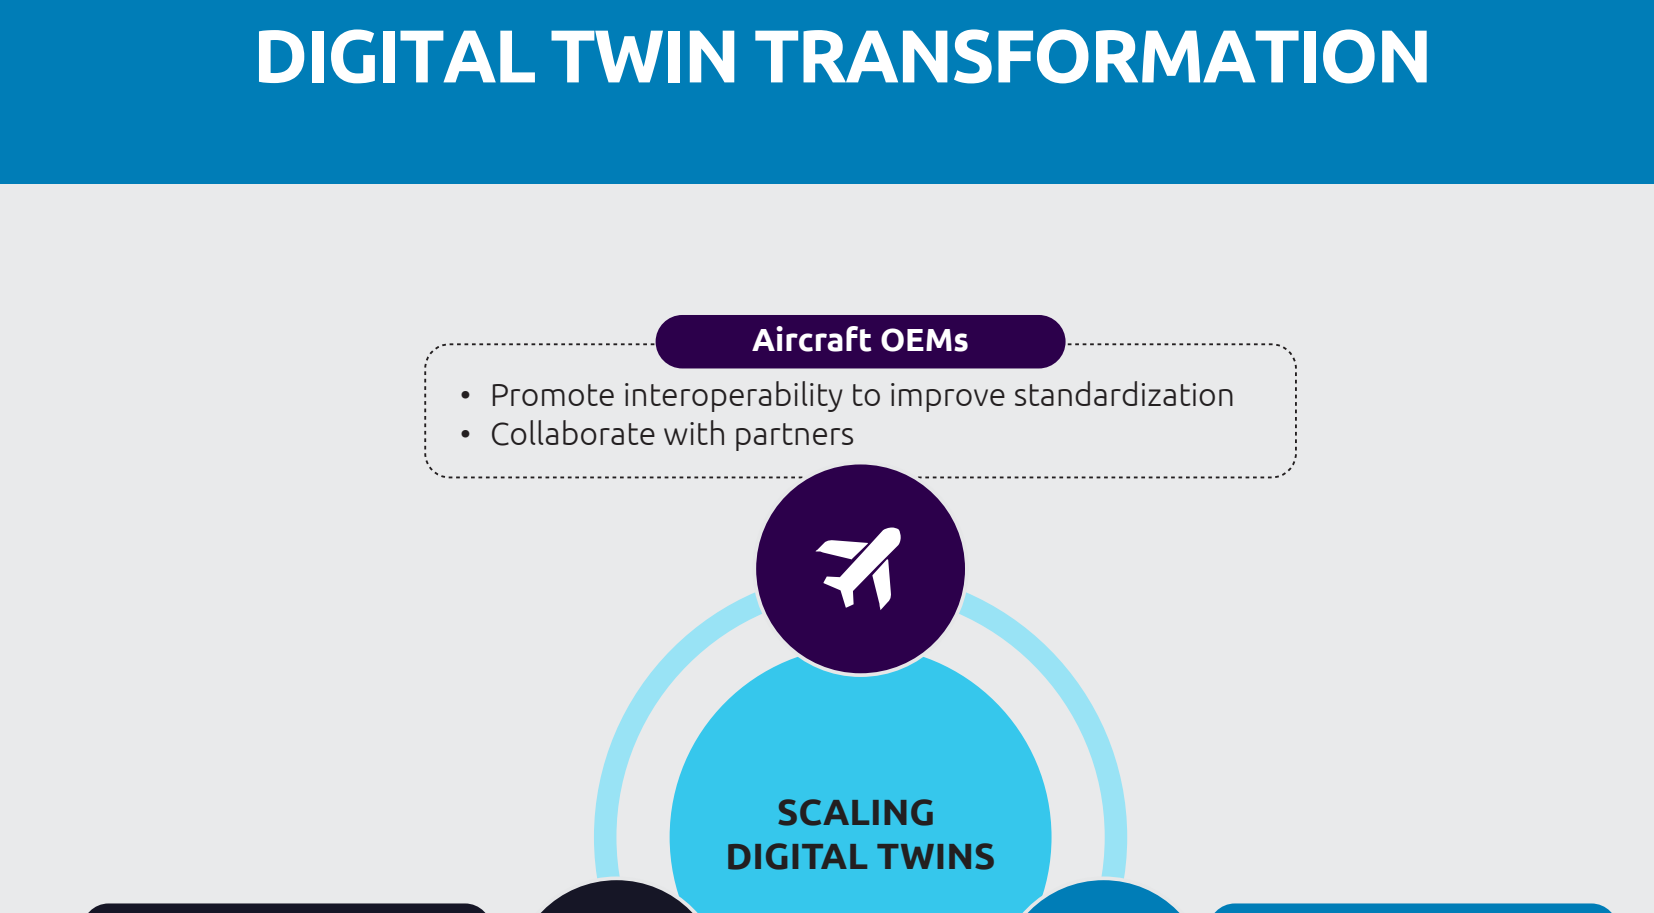 DIGITAL TWIN TRANSFORMATION
Aircraft OEMs
• Promote interoperability to improve standardization
• Collaborate with partners
SCALING
DIGITAL TWINS